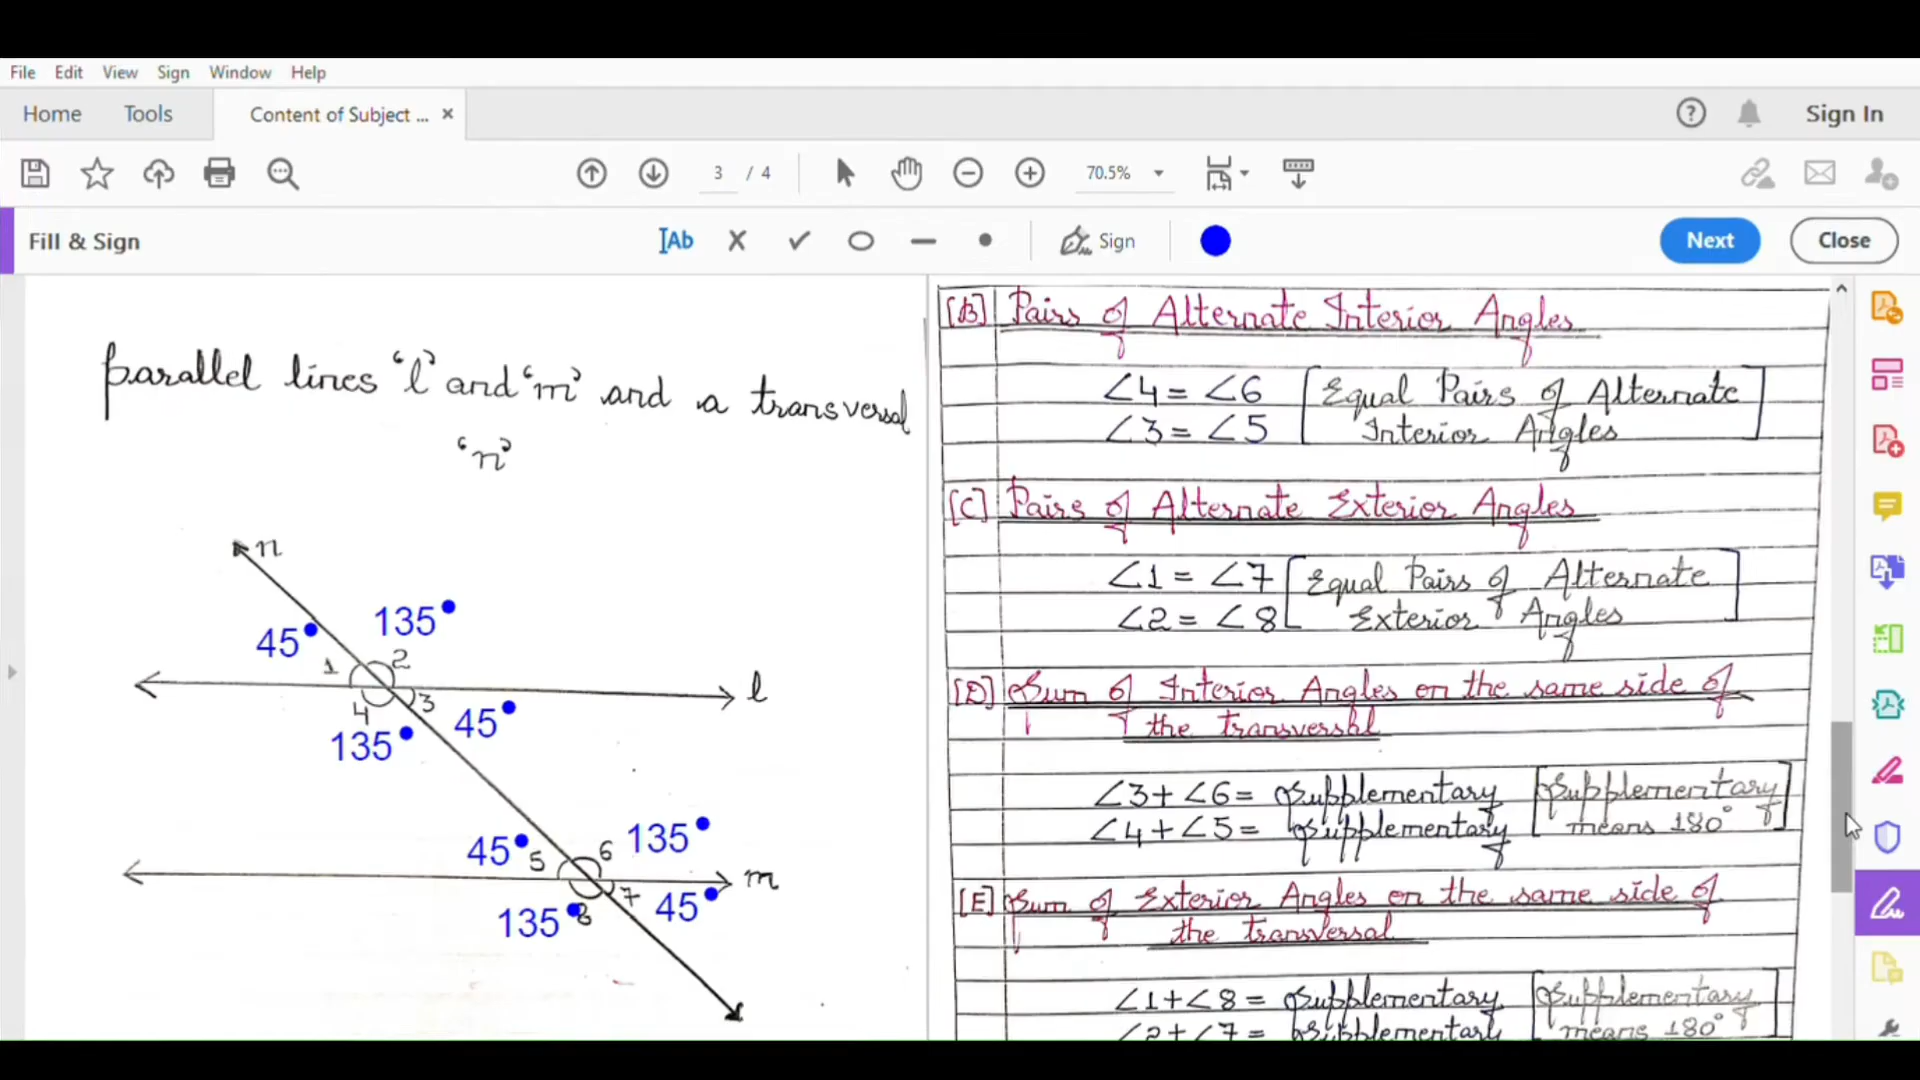 File Edit View Sign Window Help
Home Tools Content of Subject ... × Sign In
3 / 4 70.5%
Fill & Sign Ab Sign Next Close
parallel lines 'l' and 'm' and a transversal
'n'
n
45° 135°
1 2
l
4 3
135° 45°
45° 5 6 135°
m
135° 8 7 45°
[B] Pairs of Alternate Interior Angles
∠4 = ∠6 [Equal Pairs of Alternate
∠3 = ∠5 Interior Angles]
[C] Pairs of Alternate Exterior Angles
∠1 = ∠7 [Equal Pairs of Alternate
∠2 = ∠8 Exterior Angles]
[D] Sum of Interior Angles on the same side of
the transversal
∠3 + ∠6 = Supplementary [Supplementary
∠4 + ∠5 = Supplementary means 180°]
[E] Sum of Exterior Angles on the same side of
the transversal
∠1 + ∠8 = Supplementary [Supplementary
∠2 + ∠7 = Supplementary means 180°